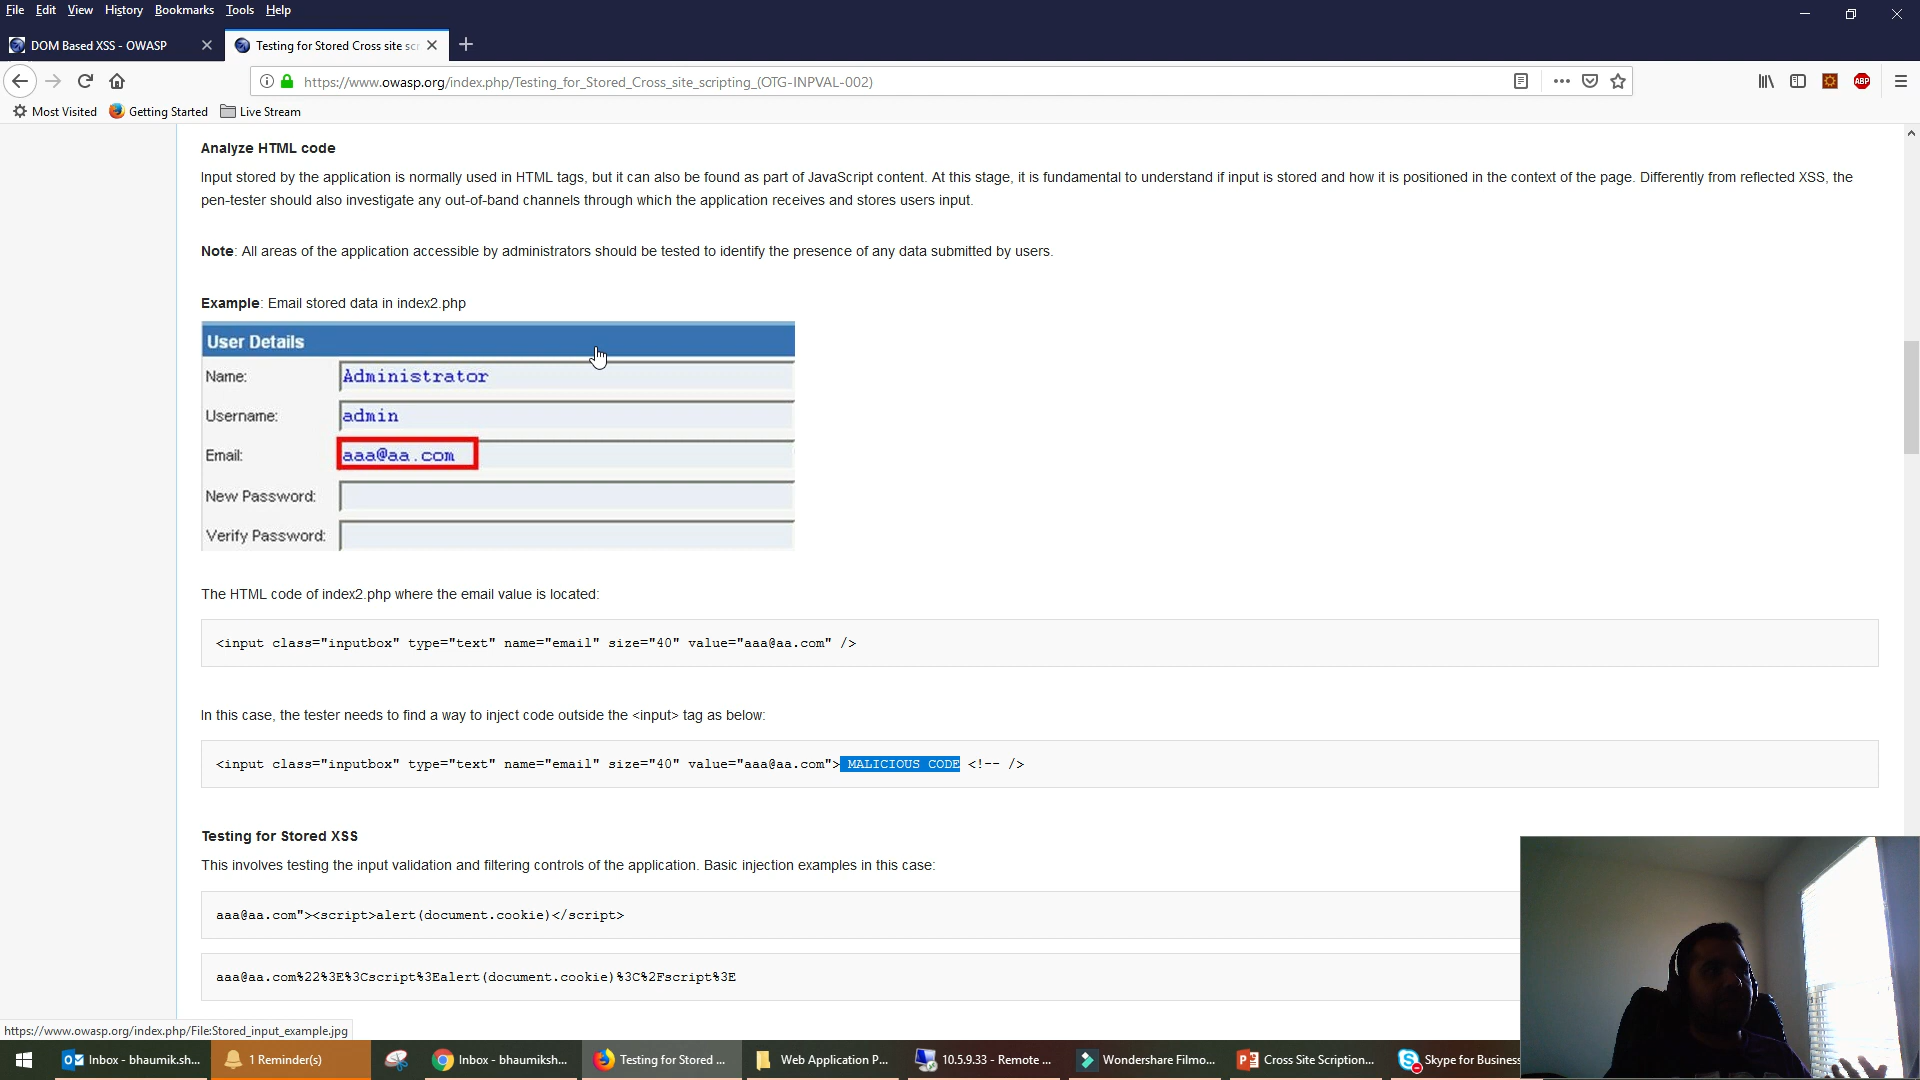 File Edit View History Bookmarks Tools Help
DOM Based XSS - OWASP
Testing for Stored Cross site scr
https://www.owasp.org/index.php/Testing_for_Stored_Cross_site_scripting_(OTG-INPVAL-002)
ABP
Most Visited Getting Started Live Stream
Analyze HTML code
Input stored by the application is normally used in HTML tags, but it can also be found as part of JavaScript content. At this stage, it is fundamental to understand if input is stored and how it is positioned in the context of the page. Differently from reflected XSS, the
pen-tester should also investigate any out-of-band channels through which the application receives and stores users input.
Note: All areas of the application accessible by administrators should be tested to identify the presence of any data submitted by users.
Example: Email stored data in index2.php
User Details
Name: Administrator
Username: admin
Email: aaa@aa.com
New Password:
Verify Password:
The HTML code of index2.php where the email value is located:
<input class="inputbox" type="text" name="email" size="40" value="aaa@aa.com" />
In this case, the tester needs to find a way to inject code outside the <input> tag as below:
<input class="inputbox" type="text" name="email" size="40" value="aaa@aa.com"> MALICIOUS CODE <!-- />
Testing for Stored XSS
This involves testing the input validation and filtering controls of the application. Basic injection examples in this case:
aaa@aa.com"><script>alert(document.cookie)</script>
aaa@aa.com%22%3E%3Cscript%3Ealert(document.cookie)%3C%2Fscript%3E
https://www.owasp.org/index.php/File:Stored_input_example.jpg
Inbox - bhaumik.sh... 1 Reminder(s) Inbox - bhaumiksh... Testing for Stored ... Web Application P... 10.5.9.33 - Remote ... Wondershare Filmo... Cross Site Scription... Skype for Business